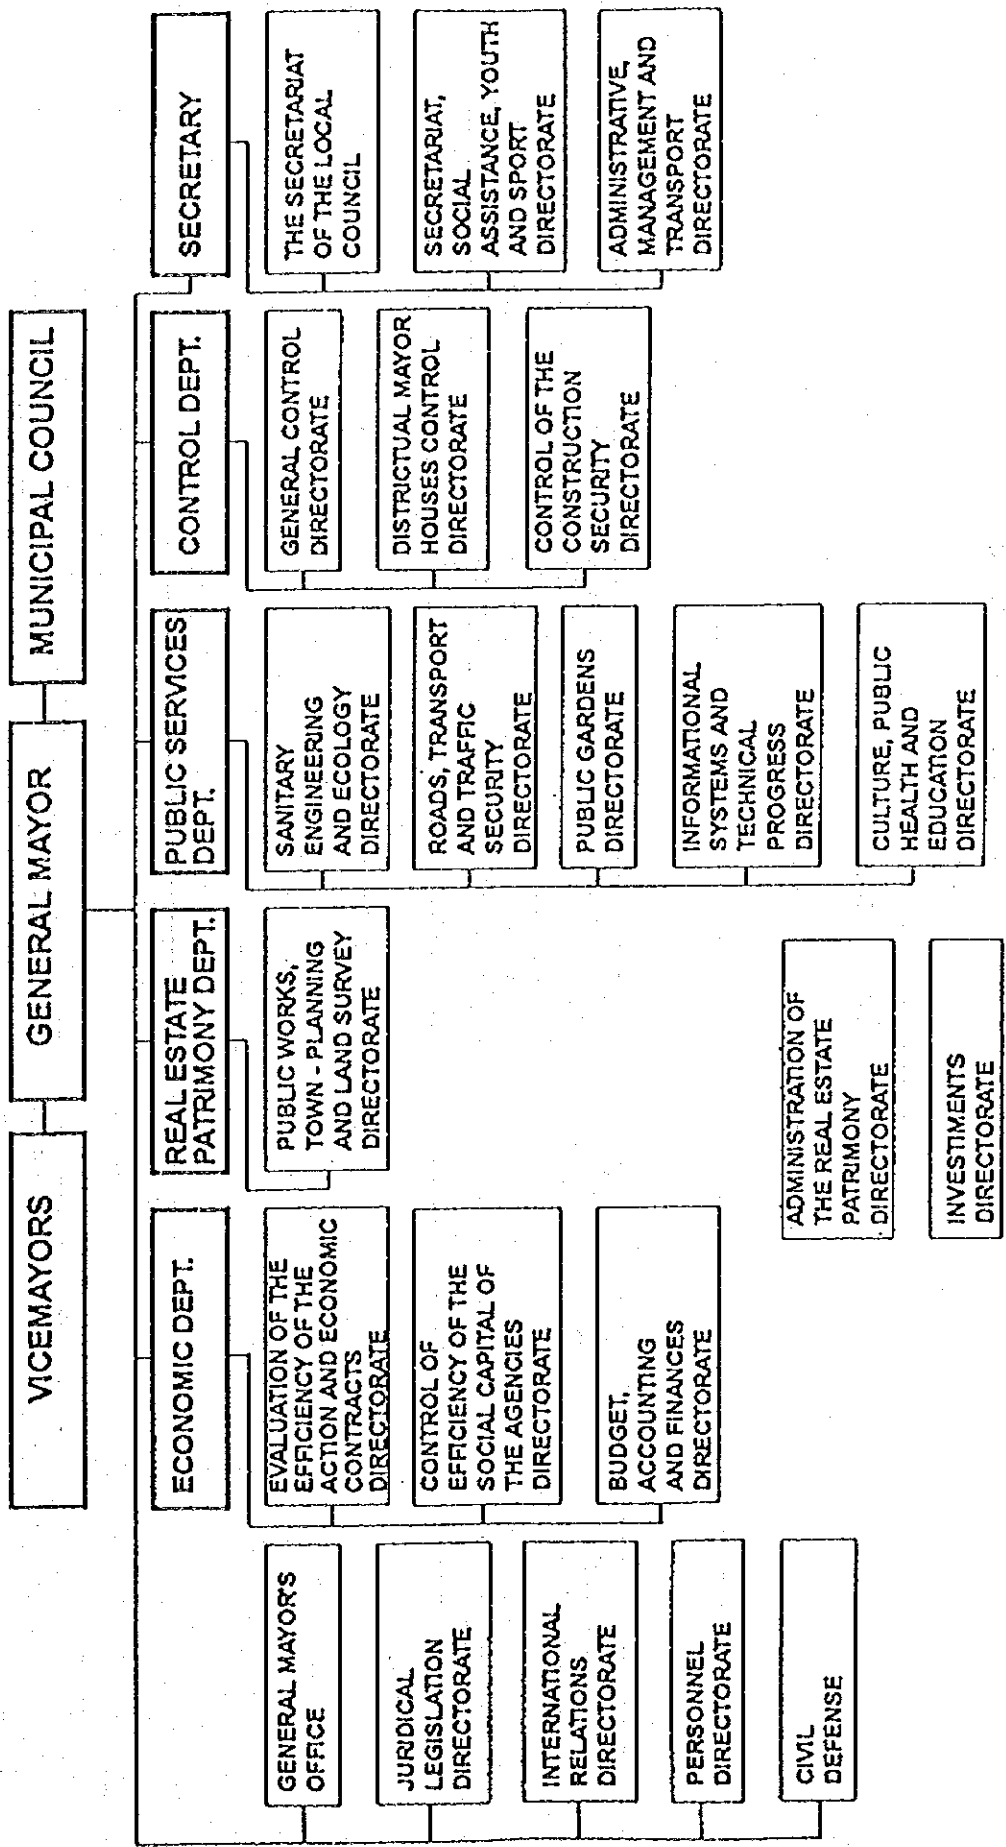 VICEMAYORS
GENERAL MAYOR
MUNICIPAL COUNCIL
GENERAL MAYOR'S
OFFICE
JURIDICAL
LEGISLATION
DIRECTORATE
INTERNATIONAL
RELATIONS
DIRECTORATE
PERSONNEL
DIRECTORATE
CIVIL
DEFENSE
ECONOMIC DEPT.
EVALUATION OF THE
EFFICIENCY OF THE
ACTION AND ECONOMIC
CONTRACTS
DIRECTORATE
CONTROL OF
EFFICIENCY OF THE
SOCIAL CAPITAL OF
THE AGENCIES
DIRECTORATE
BUDGET,
ACCOUNTING
AND FINANCES
DIRECTORATE
REAL ESTATE
PATRIMONY DEPT.
PUBLIC WORKS,
TOWN - PLANNING
AND LAND SURVEY
DIRECTORATE
ADMINISTRATION OF
THE REAL ESTATE
PATRIMONY
DIRECTORATE
INVESTIMENTS
DIRECTORATE
PUBLIC SERVICES
DEPT.
SANITARY
ENGINEERING
AND ECOLOGY
DIRECTORATE
ROADS, TRANSPORT
AND TRAFFIC
SECURITY
DIRECTORATE
PUBLIC GARDENS
DIRECTORATE
INFORMATIONAL
SYSTEMS AND
TECHNICAL
PROGRESS
DIRECTORATE
CULTURE, PUBLIC
HEALTH AND
EDUCATION
DIRECTORATE
CONTROL DEPT.
GENERAL CONTROL
DIRECTORATE
DISTRICTUAL MAYOR
HOUSES CONTROL
DIRECTORATE
CONTROL OF THE
CONSTRUCTION
SECURITY
DIRECTORATE
SECRETARY
THE SECRETARIAT
OF THE LOCAL
COUNCIL
SECRETARIAT,
SOCIAL
ASSISTANCE, YOUTH
AND SPORT
DIRECTORATE
ADMINISTRATIVE,
MANAGEMENT AND
TRANSPORT
DIRECTORATE